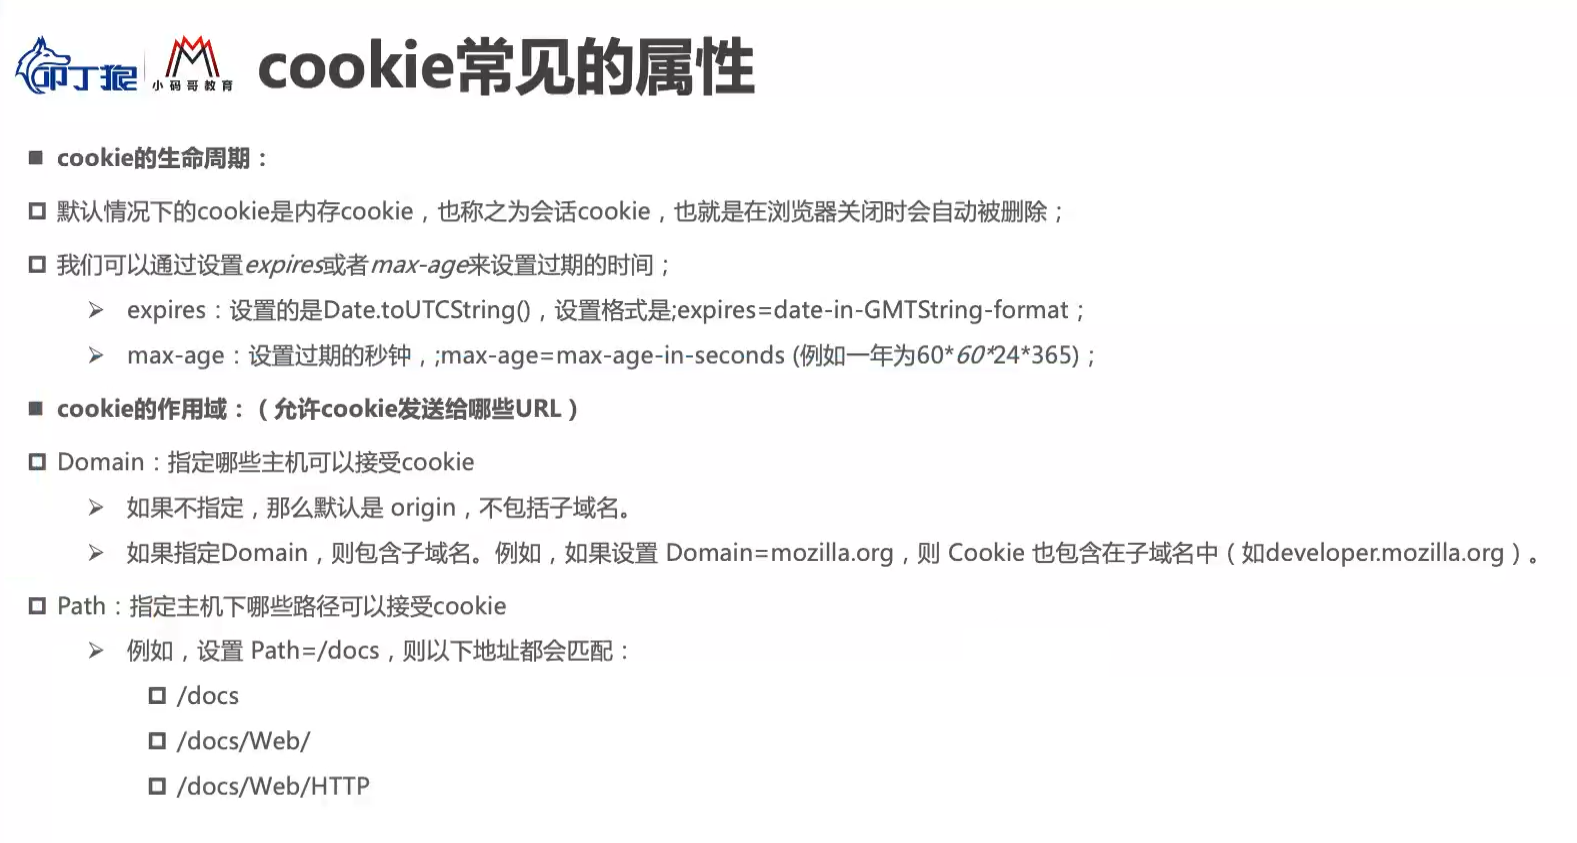 叩丁狼 小码哥教育 cookie常见的属性
cookie的生命周期：
默认情况下的cookie是内存cookie，也称之为会话cookie，也就是在浏览器关闭时会自动被删除；
我们可以通过设置expires或者max-age来设置过期的时间；
expires：设置的是Date.toUTCString()，设置格式是;expires=date-in-GMTString-format；
max-age：设置过期的秒钟，;max-age=max-age-in-seconds (例如一年为60*60*24*365)；
cookie的作用域：（允许cookie发送给哪些URL）
Domain：指定哪些主机可以接受cookie
如果不指定，那么默认是 origin，不包括子域名。
如果指定Domain，则包含子域名。例如，如果设置 Domain=mozilla.org，则 Cookie 也包含在子域名中（如developer.mozilla.org）。
Path：指定主机下哪些路径可以接受cookie
例如，设置 Path=/docs，则以下地址都会匹配：
/docs
/docs/Web/
/docs/Web/HTTP